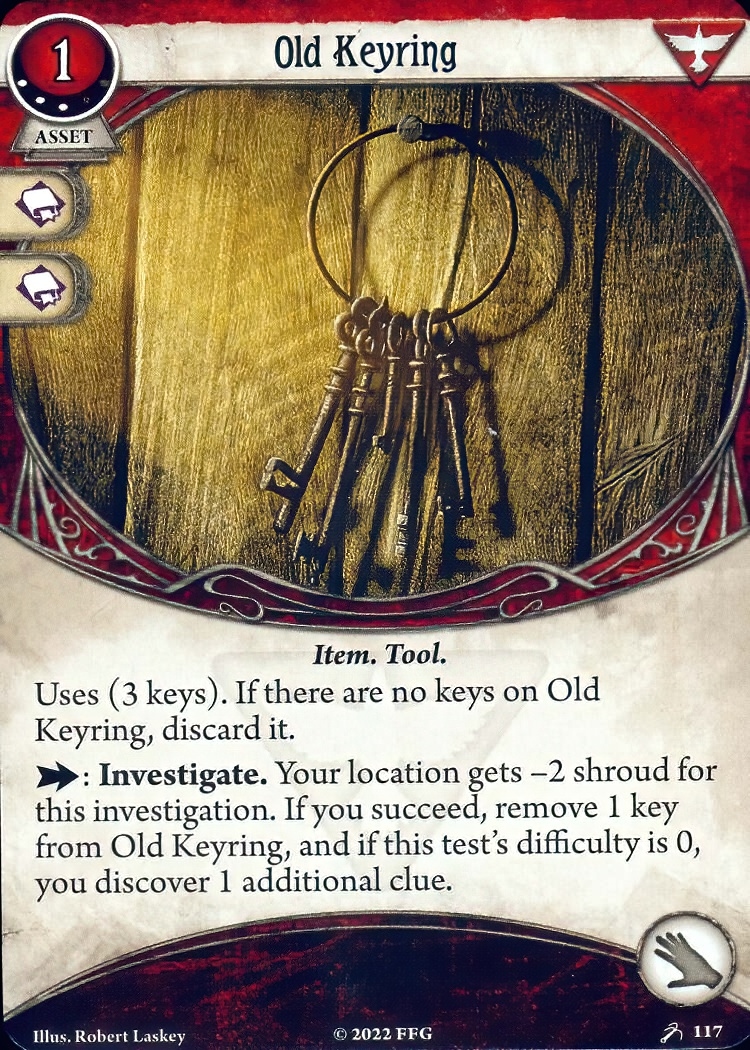 1
Old Keyring
ASSET
Item. Tool.
Uses (3 keys). If there are no keys on Old
Keyring, discard it.
: Investigate. Your location gets –2 shroud for
this investigation. If you succeed, remove 1 key
from Old Keyring, and if this test's difficulty is 0,
you discover 1 additional clue.
Illus. Robert Laskey
© 2022 FFG
117